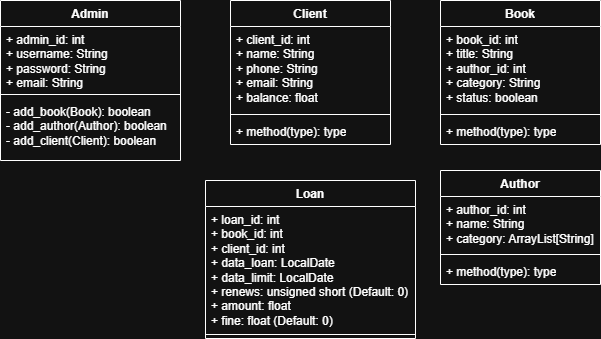 Admin
+ admin_id: int
+ username: String
+ password: String
+ email: String
- add_book(Book): boolean
- add_author(Author): boolean
- add_client(Client): boolean
Client
+ client_id: int
+ name: String
+ phone: String
+ email: String
+ balance: float
+ method(type): type
Book
+ book_id: int
+ title: String
+ author_id: int
+ category: String
+ status: boolean
+ method(type): type
Loan
+ loan_id: int
+ book_id: int
+ client_id: int
+ data_loan: LocalDate
+ data_limit: LocalDate
+ renews: unsigned short (Default: 0)
+ amount: float
+ fine: float (Default: 0)
Author
+ author_id: int
+ name: String
+ category: ArrayList[String]
+ method(type): type